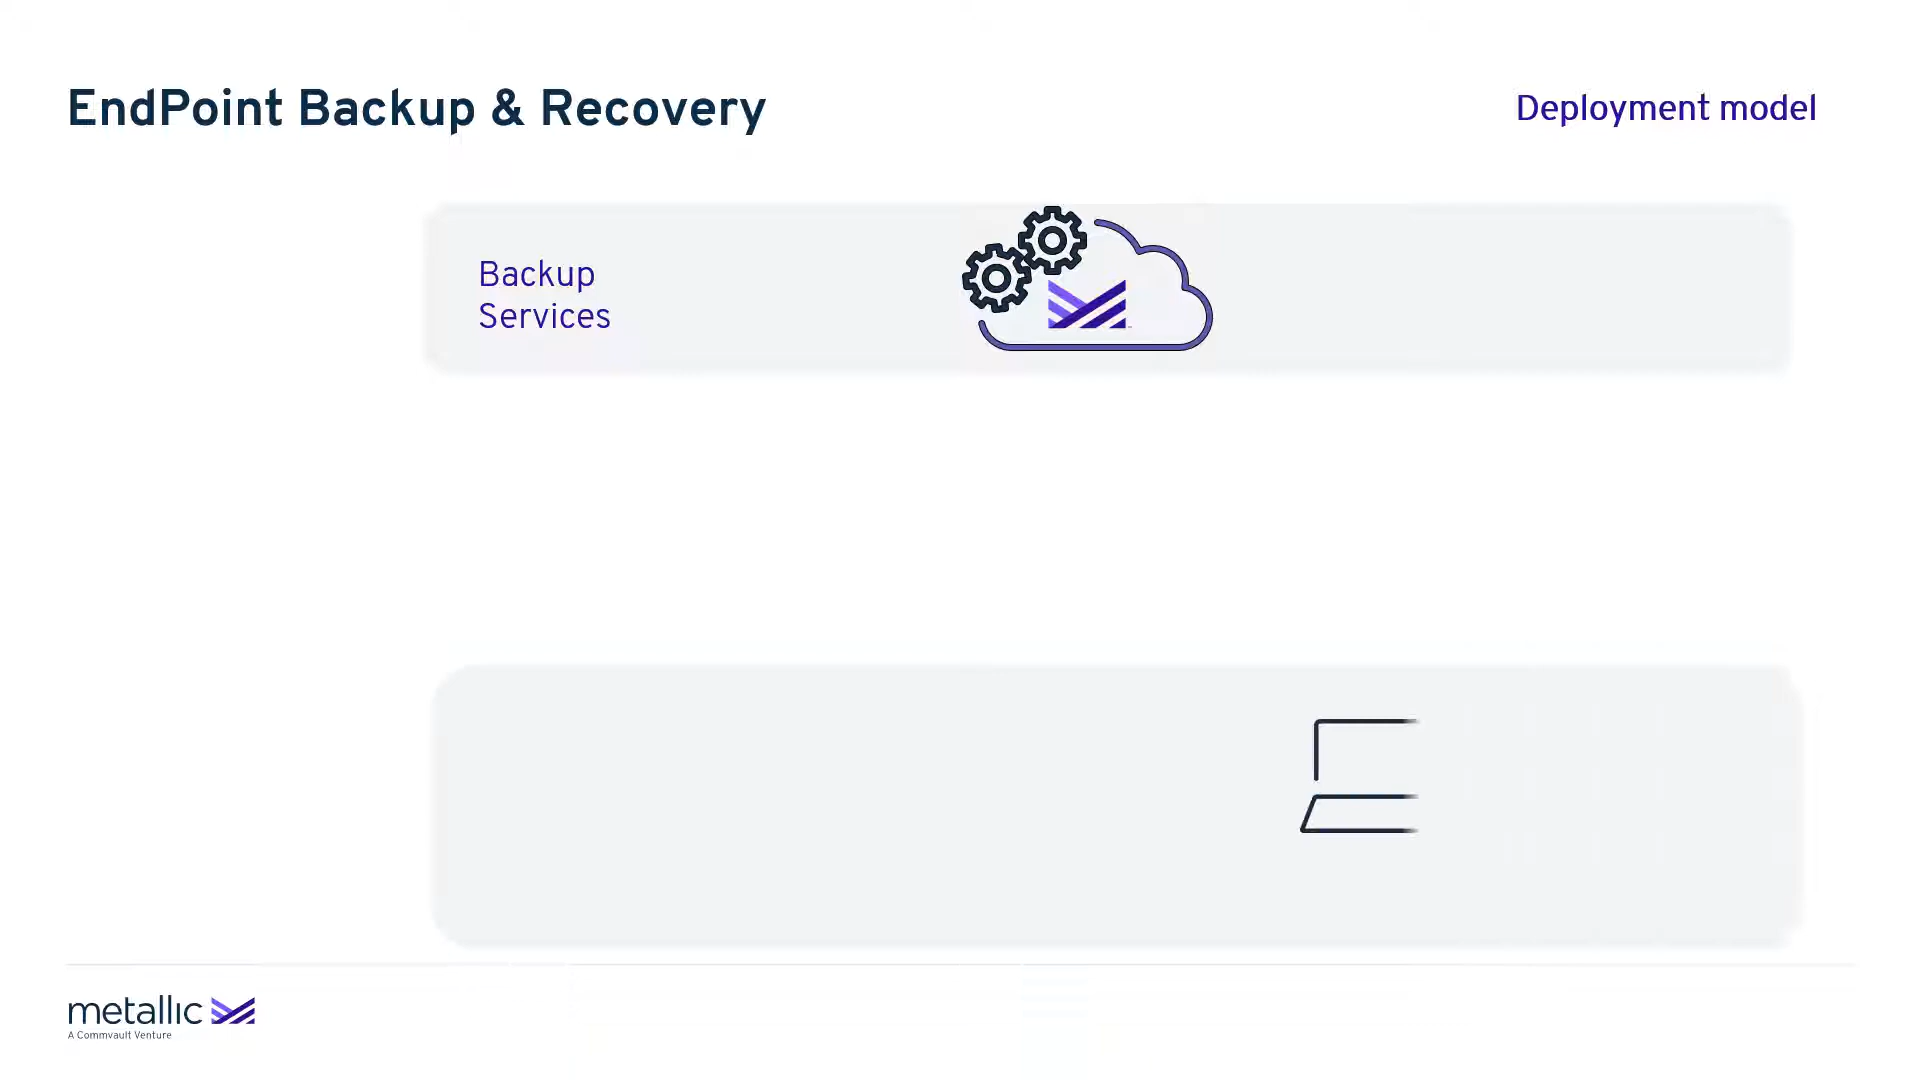 EndPoint Backup & Recovery
Deployment model
Backup
Services
metallic
A Commvault Venture